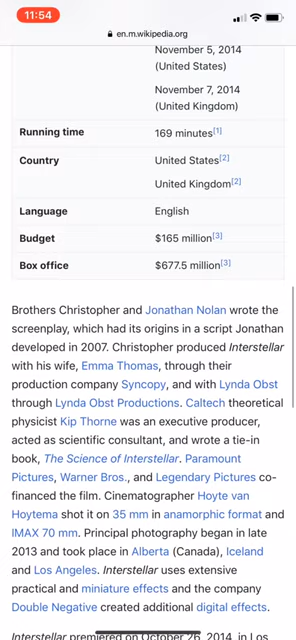 11:54
en.m.wikipedia.org
November 5, 2014
(United States)
November 7, 2014
(United Kingdom)
Running time 169 minutes[1]
Country United States[2]
United Kingdom[2]
Language English
Budget $165 million[3]
Box office $677.5 million[3]
Brothers Christopher and Jonathan Nolan wrote the
screenplay, which had its origins in a script Jonathan
developed in 2007. Christopher produced Interstellar
with his wife, Emma Thomas, through their
production company Syncopy, and with Lynda Obst
through Lynda Obst Productions. Caltech theoretical
physicist Kip Thorne was an executive producer,
acted as scientific consultant, and wrote a tie-in
book, The Science of Interstellar. Paramount
Pictures, Warner Bros., and Legendary Pictures co-
financed the film. Cinematographer Hoyte van
Hoytema shot it on 35 mm in anamorphic format and
IMAX 70 mm. Principal photography began in late
2013 and took place in Alberta (Canada), Iceland
and Los Angeles. Interstellar uses extensive
practical and miniature effects and the company
Double Negative created additional digital effects.
Interstellar premiered on October 26, 2014, in Los